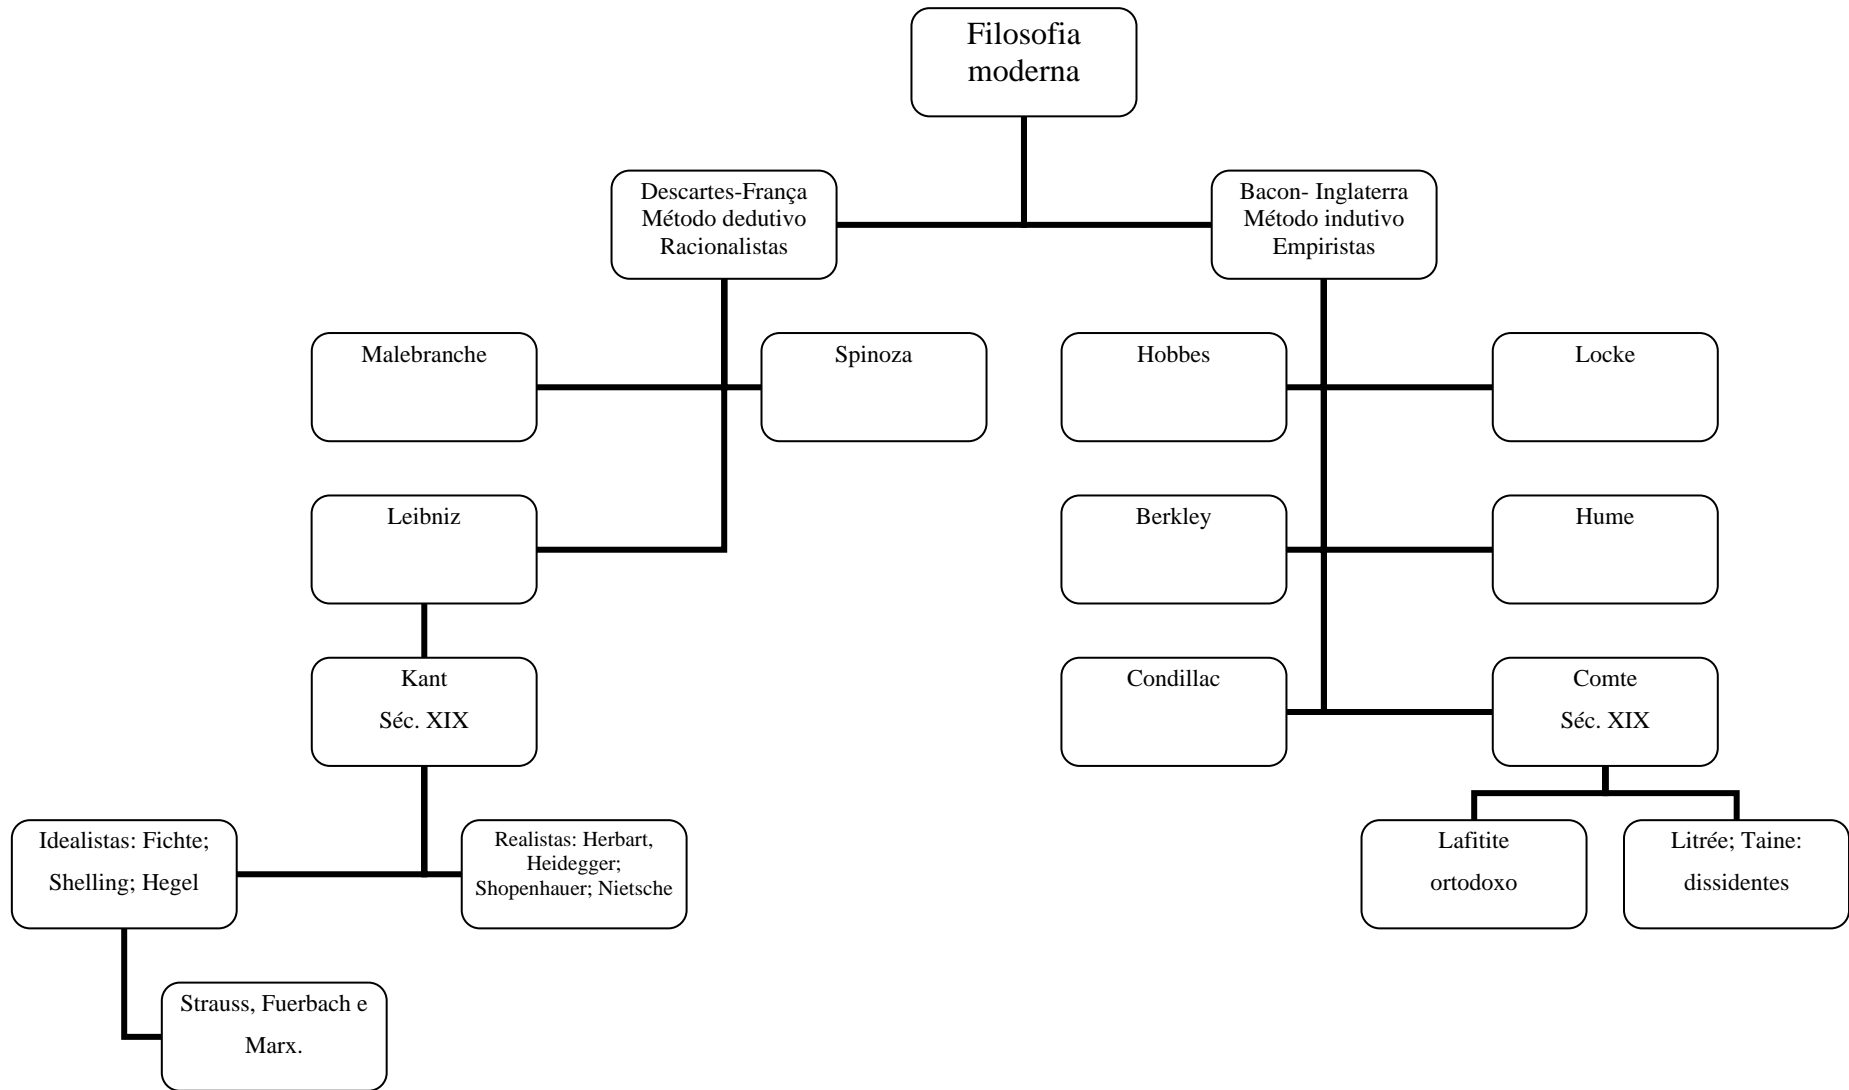 Filosofia
moderna
Descartes-França
Método dedutivo
Racionalistas
Bacon- Inglaterra
Método indutivo
Empiristas
Malebranche
Spinoza
Hobbes
Locke
Leibniz
Berkley
Hume
Kant
Séc. XIX
Condillac
Comte
Séc. XIX
Idealistas: Fichte;
Shelling; Hegel
Realistas: Herbart,
Heidegger;
Shopenhauer; Nietsche
Lafitite
ortodoxo
Litrée; Taine:
dissidentes
Strauss, Fuerbach e
Marx.